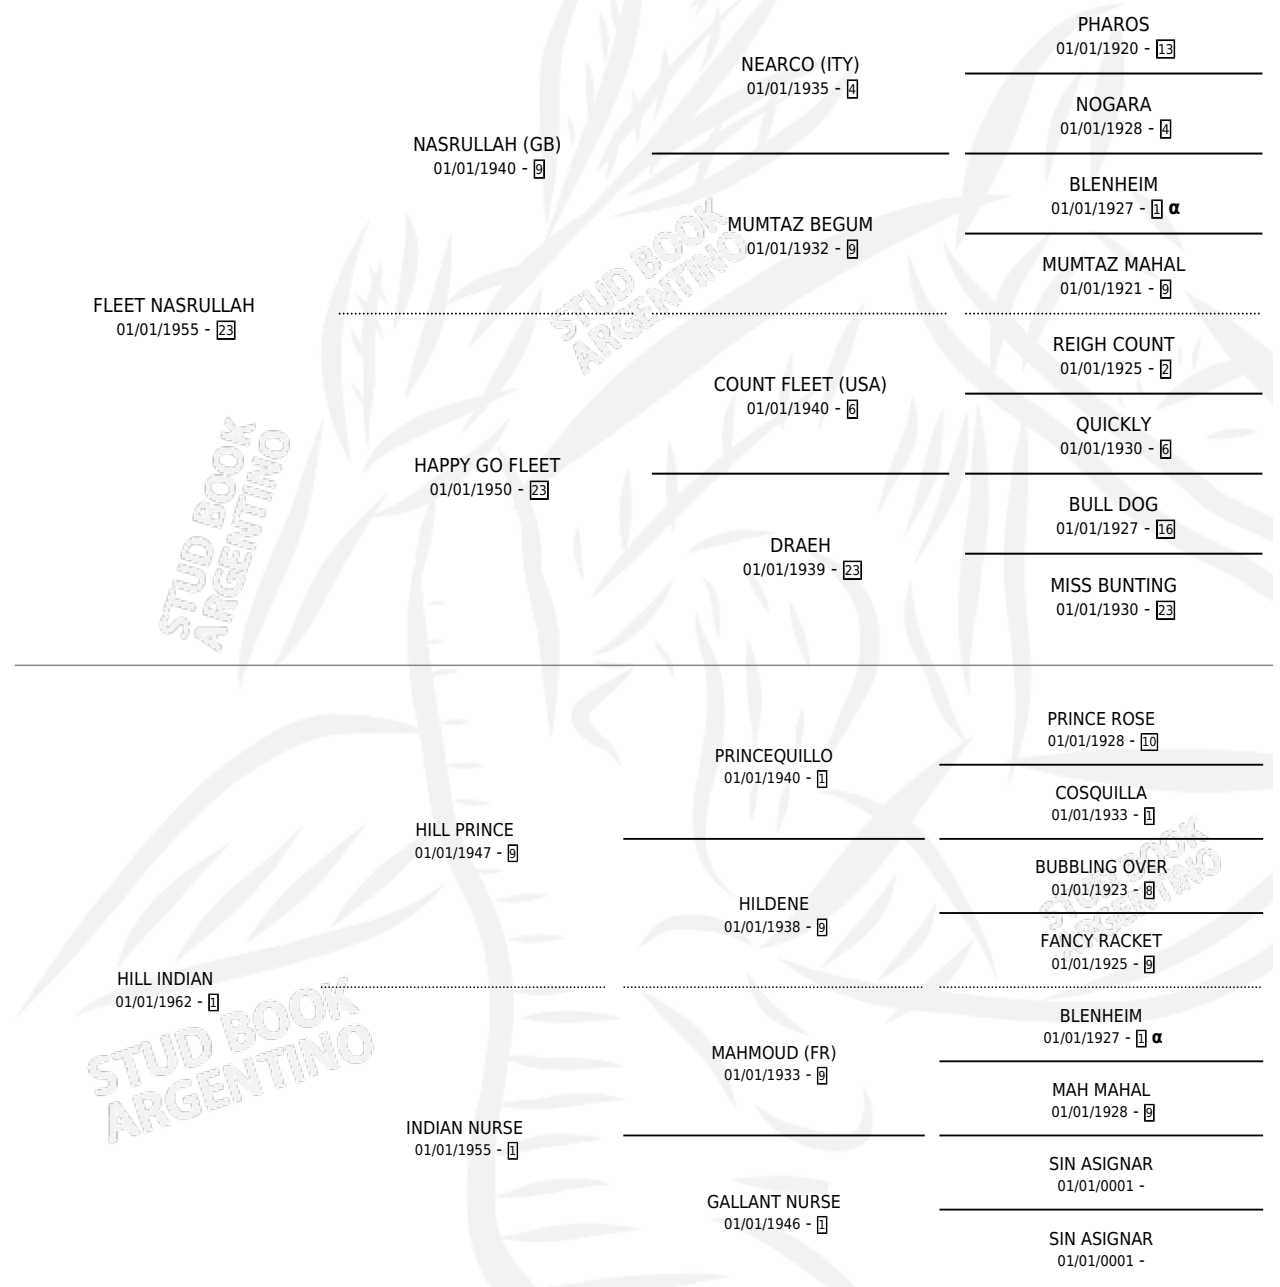 PHAROS
01/01/1920 - 13
NEARCO (ITY)
01/01/1935 - 4
NOGARA
01/01/1928 - 4
NASRULLAH (GB)
01/01/1940 - 9
BLENHEIM
01/01/1927 - 1 α
MUMTAZ BEGUM
01/01/1932 - 9
MUMTAZ MAHAL
01/01/1921 - 9
FLEET NASRULLAH
01/01/1955 - 23
REIGH COUNT
01/01/1925 - 2
COUNT FLEET (USA)
01/01/1940 - 6
QUICKLY
01/01/1930 - 6
HAPPY GO FLEET
01/01/1950 - 23
BULL DOG
01/01/1927 - 16
DRAEH
01/01/1939 - 23
MISS BUNTING
01/01/1930 - 23
PRINCE ROSE
01/01/1928 - 10
PRINCEQUILLO
01/01/1940 - 1
COSQUILLA
01/01/1933 - 1
HILL PRINCE
01/01/1947 - 9
BUBBLING OVER
01/01/1923 - 8
HILDENE
01/01/1938 - 9
FANCY RACKET
01/01/1925 - 9
HILL INDIAN
01/01/1962 - 1
BLENHEIM
01/01/1927 - 1 α
MAHMOUD (FR)
01/01/1933 - 9
MAH MAHAL
01/01/1928 - 9
INDIAN NURSE
01/01/1955 - 1
SIN ASIGNAR
01/01/0001 -
GALLANT NURSE
01/01/1946 - 1
SIN ASIGNAR
01/01/0001 -
STUD BOOK
ARGENTINO
STUD BOOK
ARGENTINO
STUD BOOK
ARGENTINO
STUD BOOK
ARGENTINO